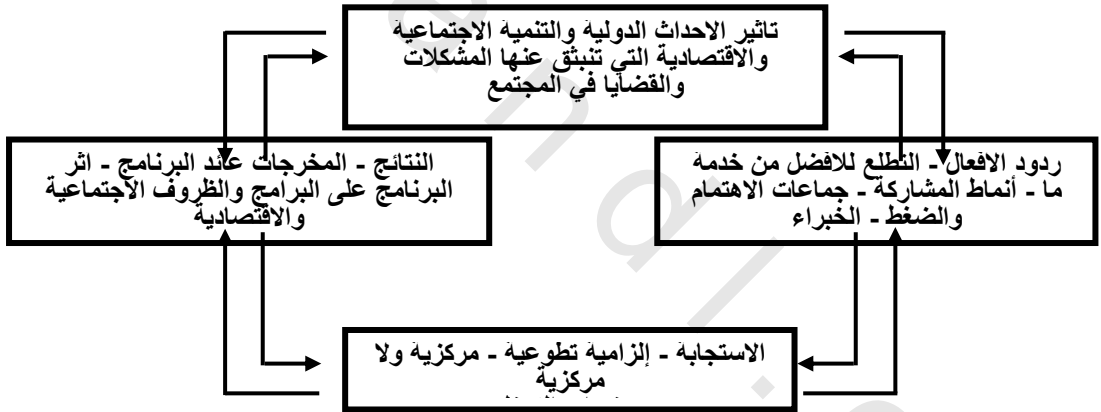 تاثير الاحداث الدولية والتنمية الاجتماعية
والاقتصادية التي تنبثق عنها المشكلات
والقضايا في المجتمع
ردود الافعال - التطلع للافضل من خدمة
ما - أنماط المشاركة - جماعات الاهتمام
والضغط - الخبراء
النتائج - المخرجات عائد البرنامج - اثر
البرنامج على البرامج والظروف الاجتماعية
والاقتصادية
الاستجابة - إلزامية تطوعية - مركزية ولا
مركزية